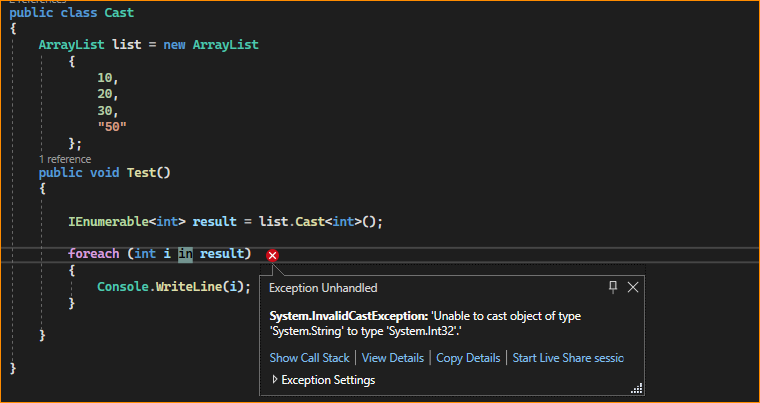 2 references
public class Cast
{
ArrayList list = new ArrayList
{
10,
20,
30,
"50"
};
1 reference
public void Test()
{
IEnumerable<int> result = list.Cast<int>();
foreach (int i in result)
{
Console.WriteLine(i);
}
}
}
Exception Unhandled
System.InvalidCastException: 'Unable to cast object of type
'System.String' to type 'System.Int32'.'
Show Call Stack | View Details | Copy Details | Start Live Share sessic
Exception Settings